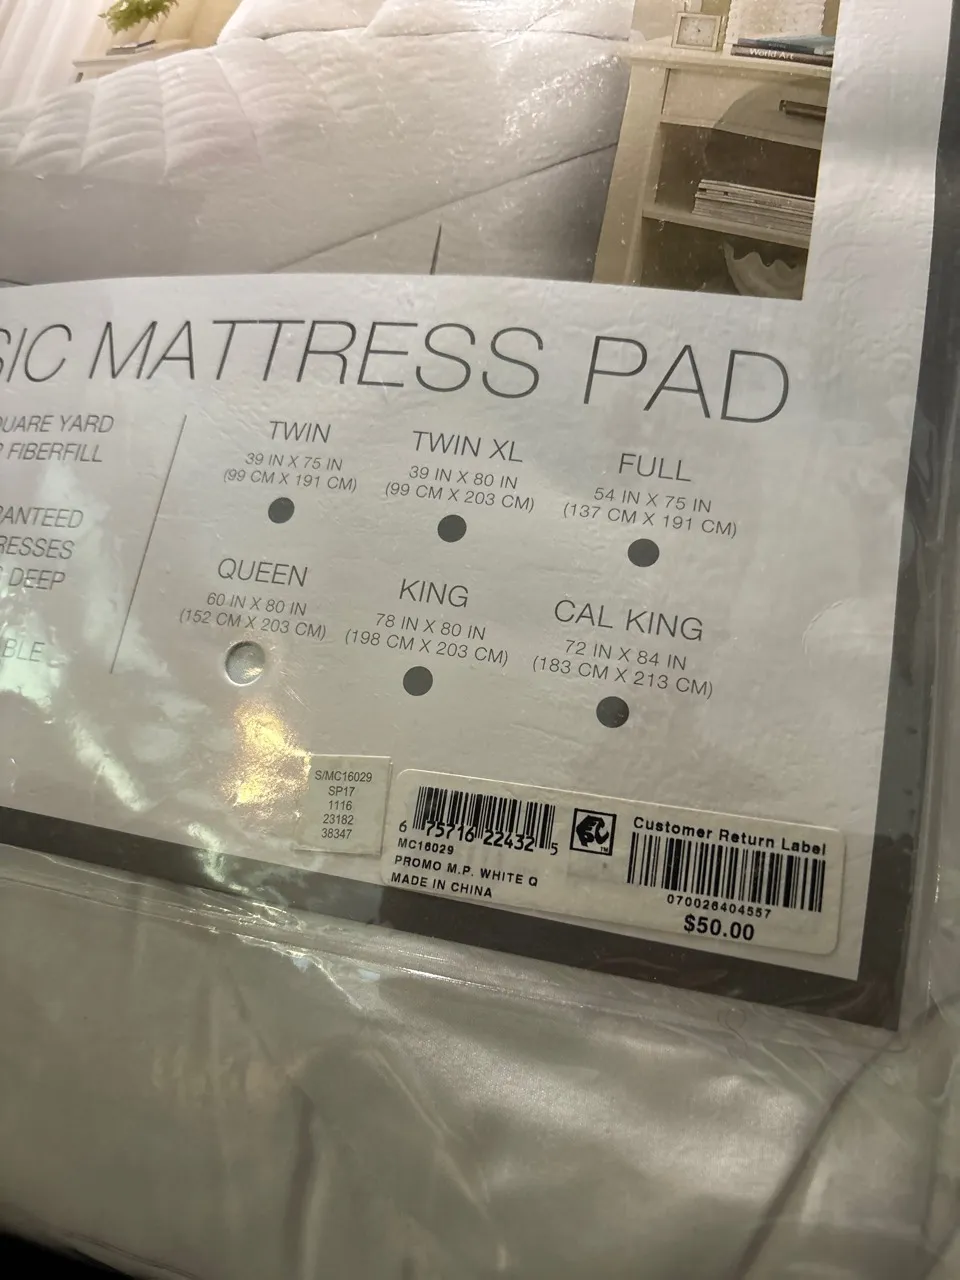 World Art
SIC MATTRESS PAD
UARE YARD
FIBERFILL
ANTEED
RESSES
DEEP
BLE
TWIN
39 IN X 75 IN
(99 CM X 191 CM)
TWIN XL
39 IN X 80 IN
(99 CM X 203 CM)
FULL
54 IN X 75 IN
(137 CM X 191 CM)
QUEEN
60 IN X 80 IN
(152 CM X 203 CM)
KING
78 IN X 80 IN
(198 CM X 203 CM)
CAL KING
72 IN X 84 IN
(183 CM X 213 CM)
S/MC16029
SP17
1116
23182
38347
6 75716 22432 5
MC16029
PROMO M.P. WHITE Q
MADE IN CHINA
TM
Customer Return Label
070026404557
$50.00